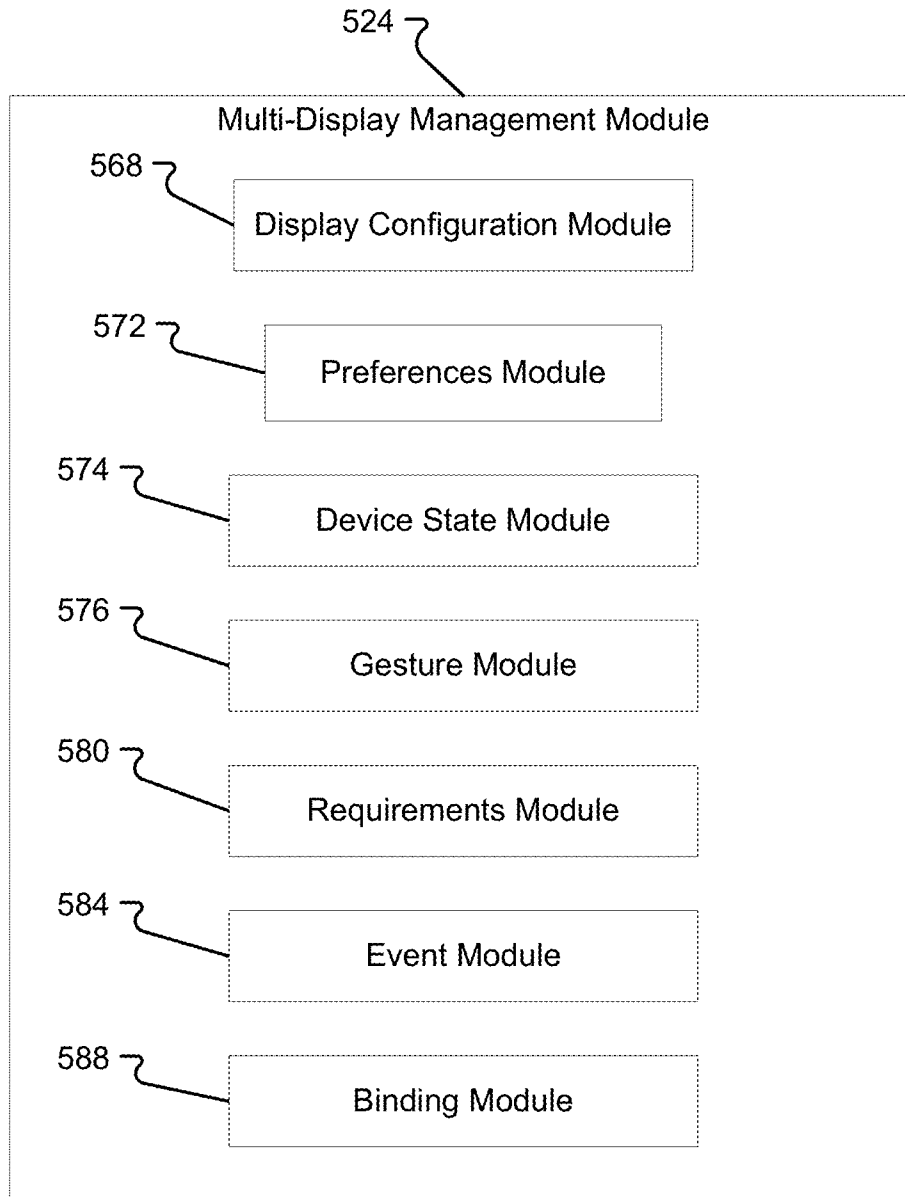 524
Multi-Display Management Module
568
Display Configuration Module
572
Preferences Module
574
Device State Module
576
Gesture Module
580
Requirements Module
584
Event Module
588
Binding Module